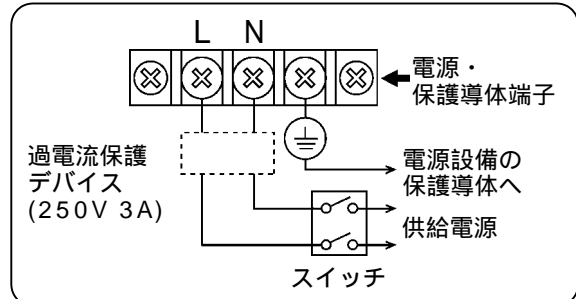 L N
電源・
保護導体端子
過電流保護
デバイス
(250V 3A)
電源設備の
保護導体へ
供給電源
スイッチ